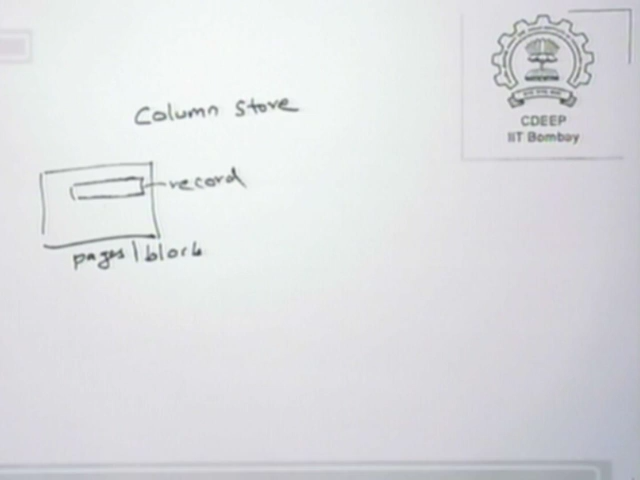 Column Store
record
pages | block
CDEEP
IIT Bombay